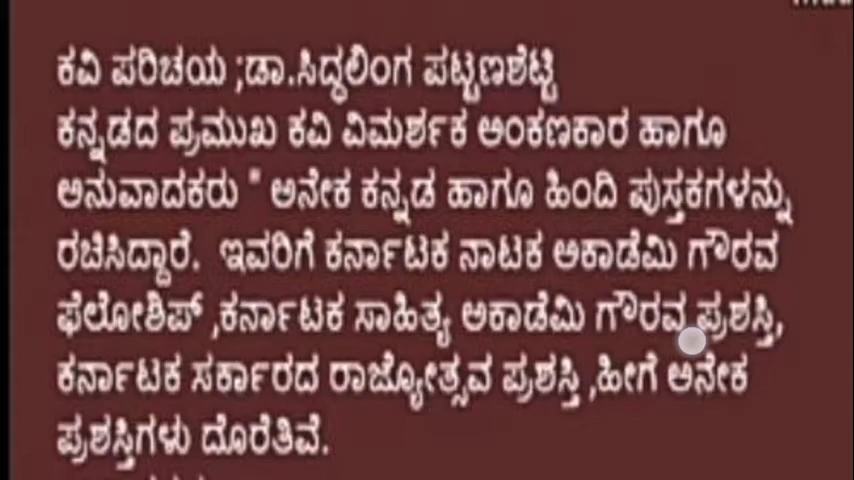 ಕವಿ ಪರಿಚಯ ;ಡಾ.ಸಿದ್ಧಲಿಂಗ ಪಟ್ಟಣಶೆಟ್ಟಿ
ಕನ್ನಡದ ಪ್ರಮುಖ ಕವಿ ವಿಮರ್ಶಕ ಅಂಕಣಕಾರ ಹಾಗೂ
ಅನುವಾದಕರು " ಅನೇಕ ಕನ್ನಡ ಹಾಗೂ ಹಿಂದಿ ಪುಸ್ತಕಗಳನ್ನು
ರಚಿಸಿದ್ದಾರೆ. ಇವರಿಗೆ ಕರ್ನಾಟಕ ನಾಟಕ ಅಕಾಡೆಮಿ ಗೌರವ
ಫೆಲೋಶಿಪ್ ,ಕರ್ನಾಟಕ ಸಾಹಿತ್ಯ ಅಕಾಡೆಮಿ ಗೌರವ ಪ್ರಶಸ್ತಿ,
ಕರ್ನಾಟಕ ಸರ್ಕಾರದ ರಾಜ್ಯೋತ್ಸವ ಪ್ರಶಸ್ತಿ ,ಹೀಗೆ ಅನೇಕ
ಪ್ರಶಸ್ತಿಗಳು ದೊರೆತಿವೆ.